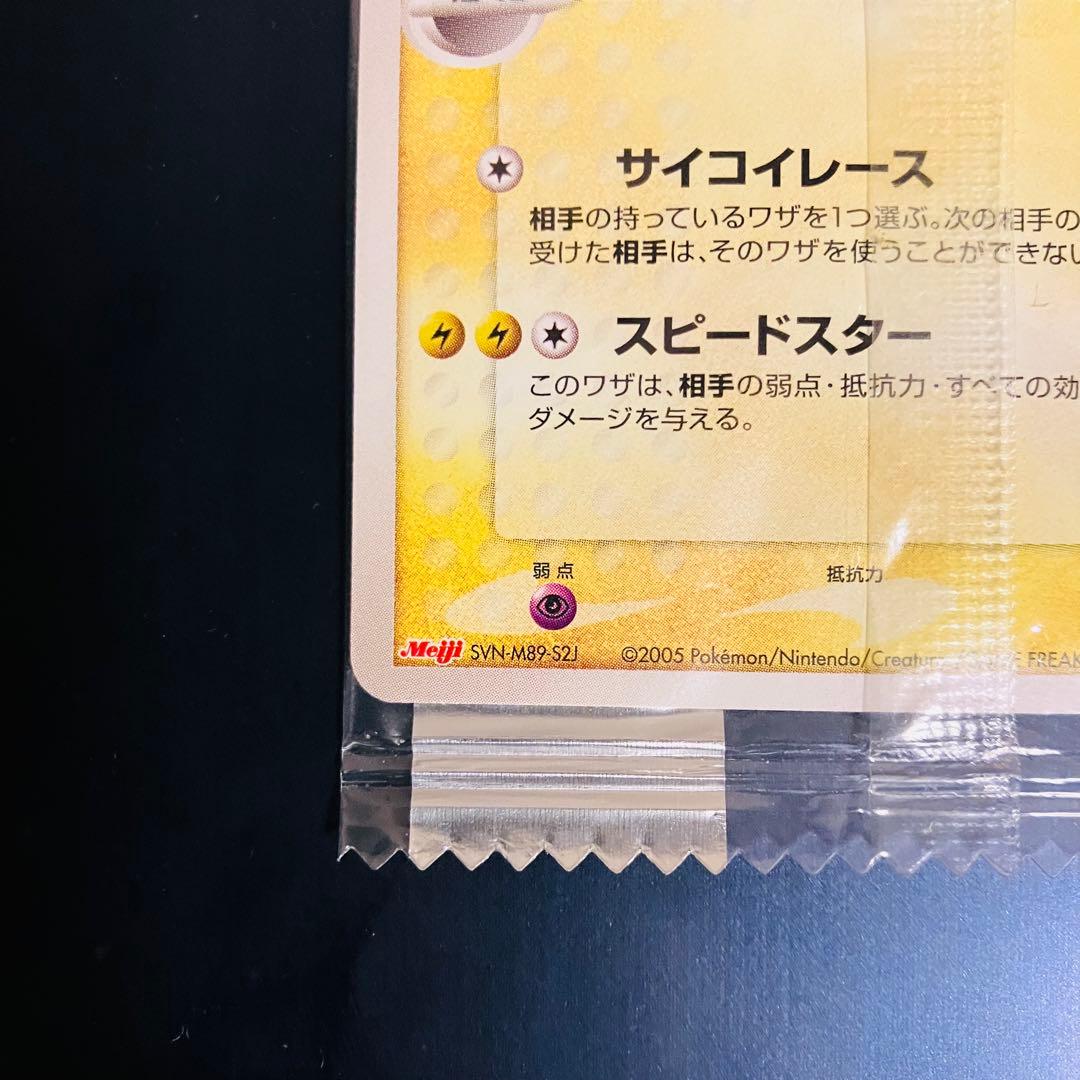 サイコイレース
相手の持っているワザを1つ選ぶ。次の相手の
受けた相手は、そのワザを使うことができない
スピードスター
このワザは、相手の弱点・抵抗力・すべての効
ダメージを与える。
弱点 抵抗力
Meiji SVN-M89-S2J ©2005 Pokémon/Nintendo/Creatur FREAK